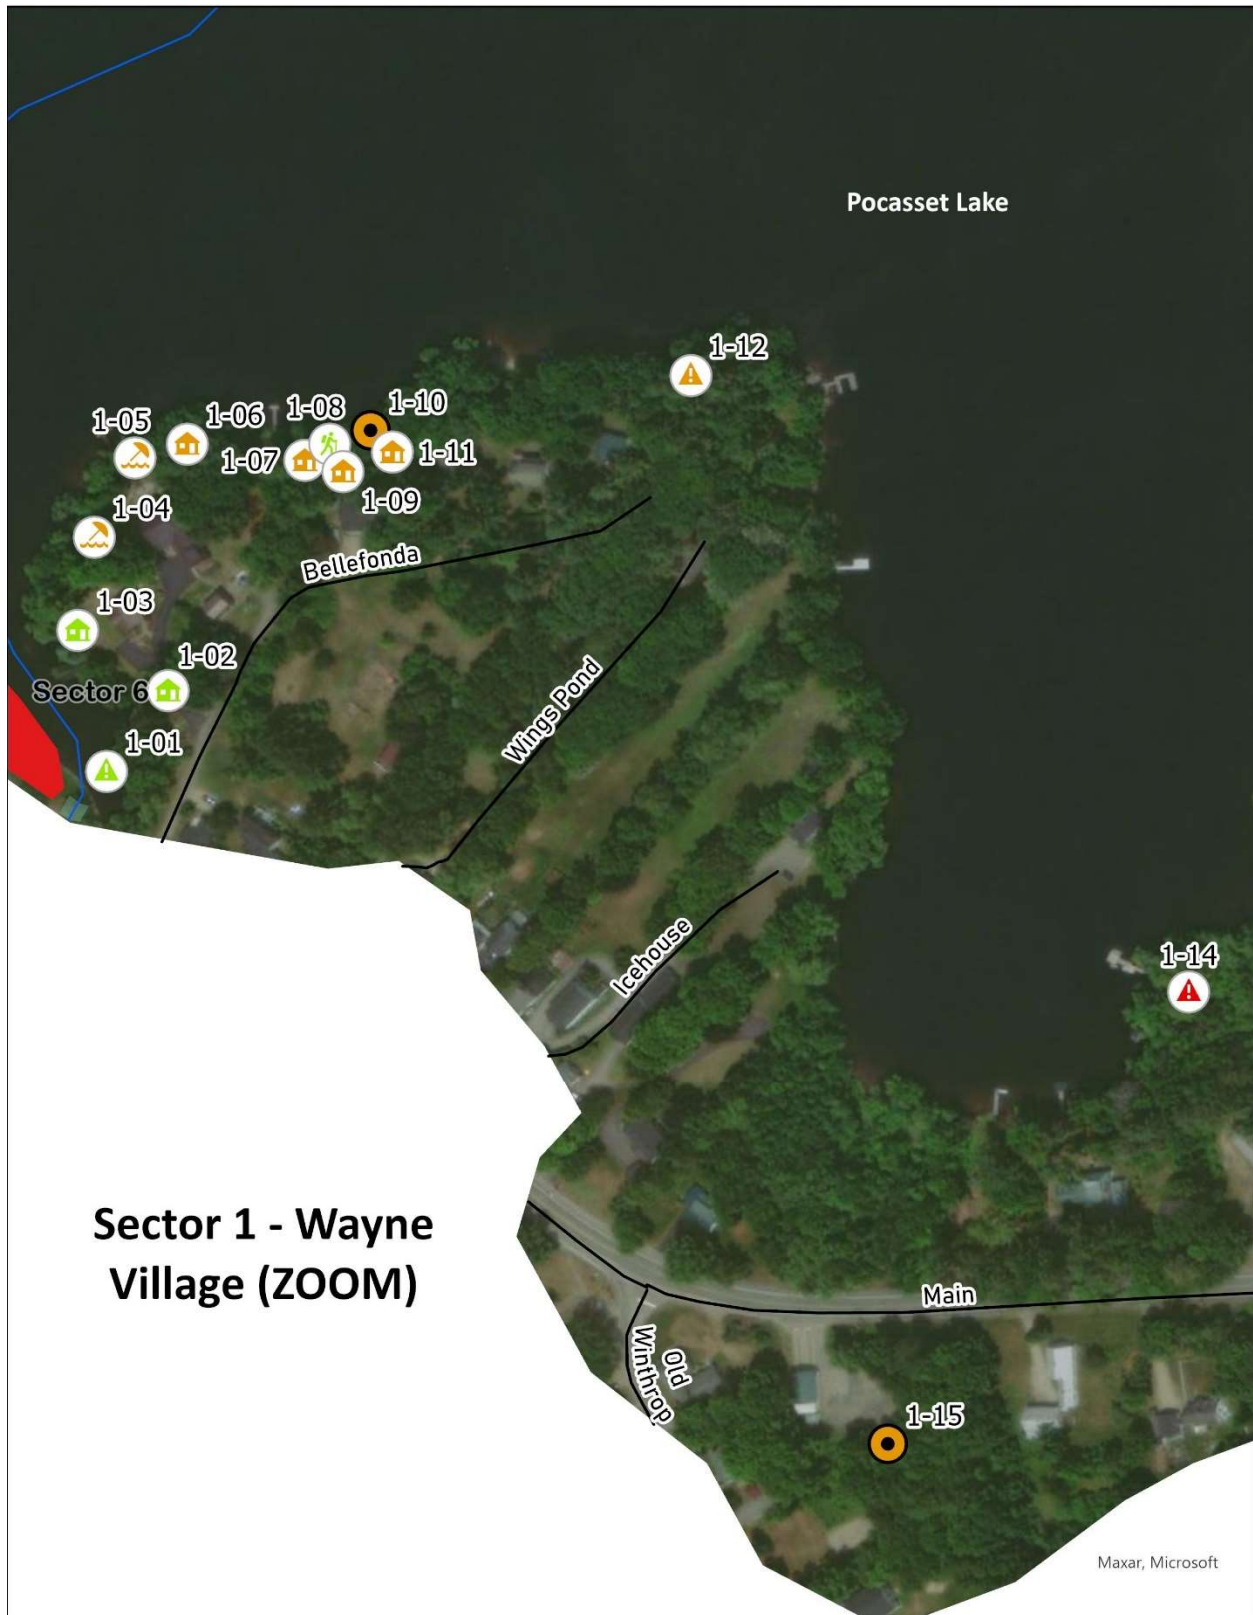 Pocasset Lake
1-12
1-10
1-08
1-06
1-05
1-07
1-11
1-09
1-04
Bellefonda
1-03
1-02
Sector 6
Wings Pond
1-01
Icehouse
1-14
Sector 1 - Wayne
Village (ZOOM)
Main
Old
Winthrop
1-15
Maxar, Microsoft